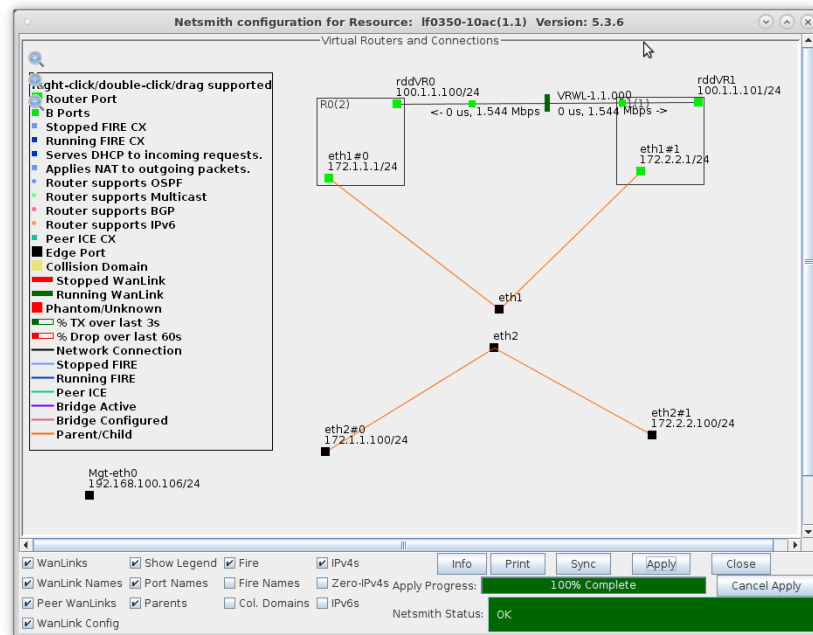 Netsmith configuration for Resource: lf0350-10ac(1.1) Version: 5.3.6
Virtual Routers and Connections
Right-click/double-click/drag supported
Router Port
B Ports
Stopped FIRE CX
Running FIRE CX
Serves DHCP to incoming requests.
Applies NAT to outgoing packets.
Router supports OSPF
Router supports Multicast
Router supports BGP
Router supports IPv6
Peer ICE CX
Edge Port
Collision Domain
Stopped WanLink
Running WanLink
Phantom/Unknown
% TX over last 3s
% Drop over last 60s
Network Connection
Stopped FIRE
Running FIRE
Peer ICE
Bridge Active
Bridge Configured
Parent/Child
rddVR0
100.1.1.100/24
R0(2)
VRWL-1.1.000
<- 0 us, 1.544 Mbps
0 us, 1.544 Mbps ->
rddVR1
100.1.1.101/24
(1)
eth1#0
172.1.1.1/24
eth1#1
172.2.2.1/24
eth1
eth2
eth2#0
172.1.1.100/24
eth2#1
172.2.2.100/24
Mgt-eth0
192.168.100.106/24
WanLinks Show Legend Fire IPv4s Info Print Sync Apply Close
WanLink Names Port Names Fire Names Zero-IPv4s Apply Progress: 100% Complete Cancel Apply
Peer WanLinks Parents Col. Domains IPv6s
WanLink Config Netsmith Status: OK